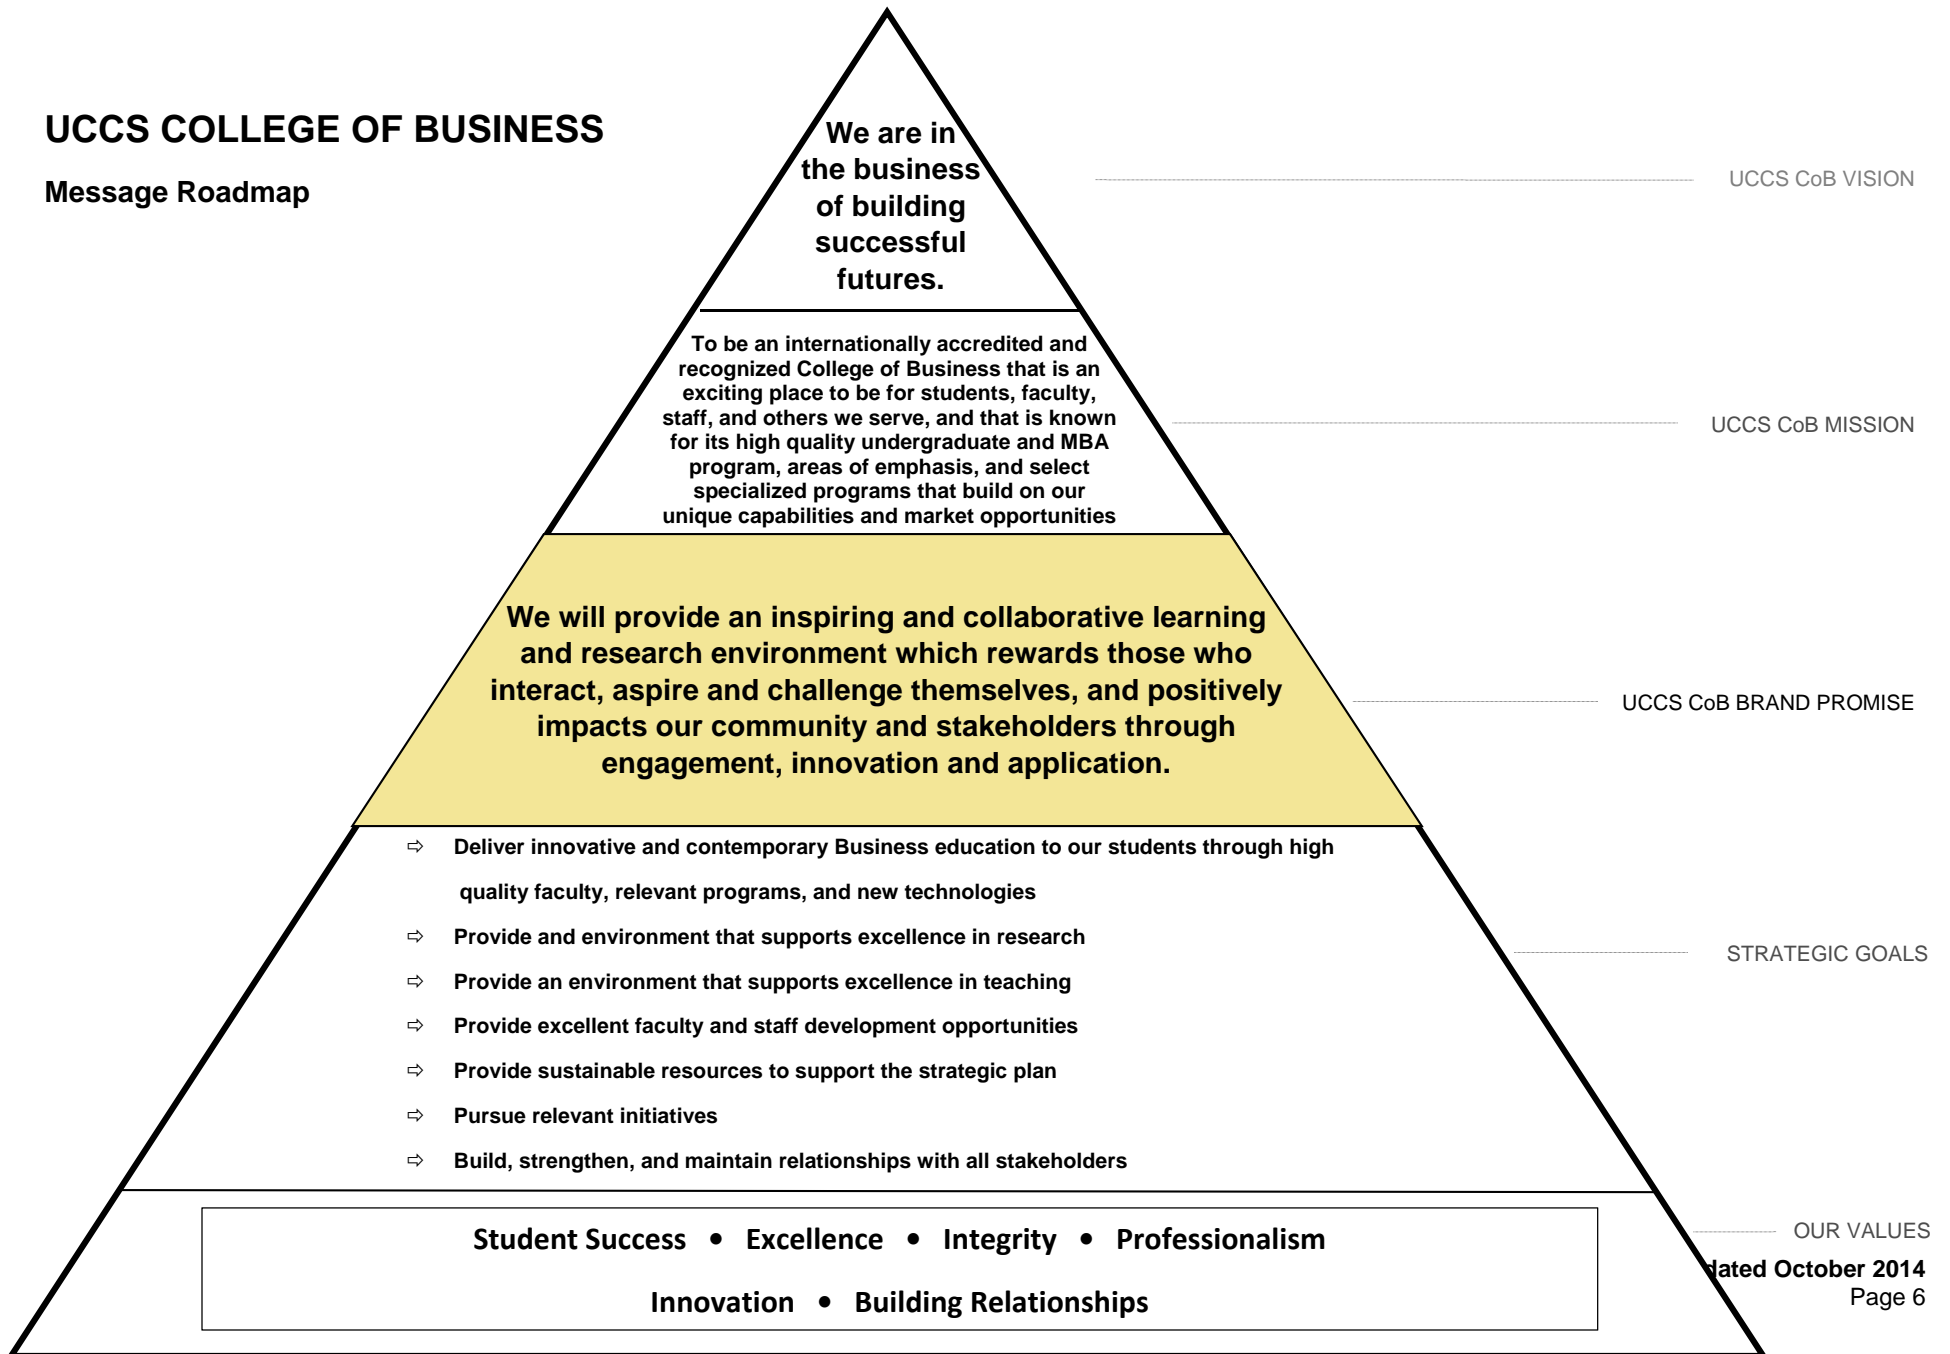 UCCS COLLEGE OF BUSINESS
Message Roadmap
We are in
the business
of building
successful
futures.
UCCS CoB VISION
To be an internationally accredited and
recognized College of Business that is an
exciting place to be for students, faculty,
staff, and others we serve, and that is known
for its high quality undergraduate and MBA
program, areas of emphasis, and select
specialized programs that build on our
unique capabilities and market opportunities
UCCS CoB MISSION
We will provide an inspiring and collaborative learning
and research environment which rewards those who
interact, aspire and challenge themselves, and positively
impacts our community and stakeholders through
engagement, innovation and application.
UCCS CoB BRAND PROMISE
⇨ Deliver innovative and contemporary Business education to our students through high
quality faculty, relevant programs, and new technologies
⇨ Provide and environment that supports excellence in research
⇨ Provide an environment that supports excellence in teaching
⇨ Provide excellent faculty and staff development opportunities
⇨ Provide sustainable resources to support the strategic plan
⇨ Pursue relevant initiatives
⇨ Build, strengthen, and maintain relationships with all stakeholders
STRATEGIC GOALS
Student Success • Excellence • Integrity • Professionalism
Innovation • Building Relationships
OUR VALUES
dated October 2014
Page 6